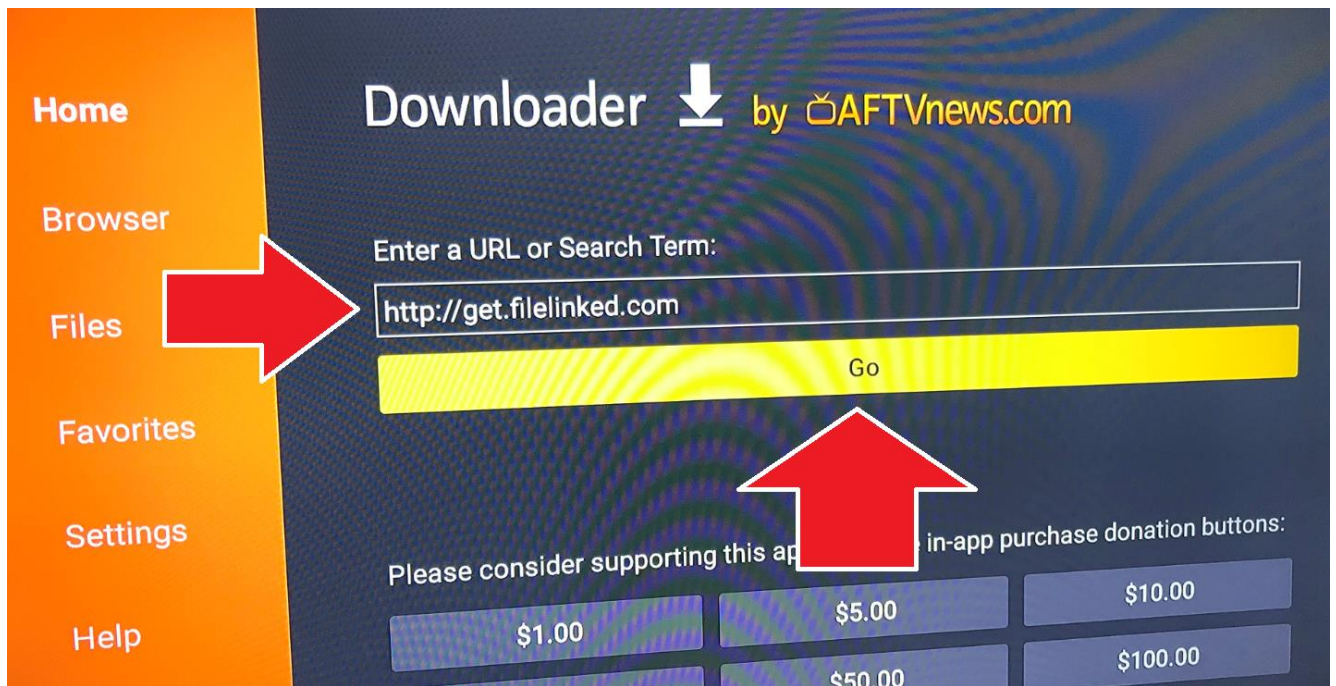 Home
Browser
Files
Favorites
Settings
Help
Downloader by AFTVnews.com
Enter a URL or Search Term:
http://get.filelinked.com
Go
Please consider supporting this in-app purchase donation buttons:
$1.00
$5.00
$10.00
$50.00
$100.00